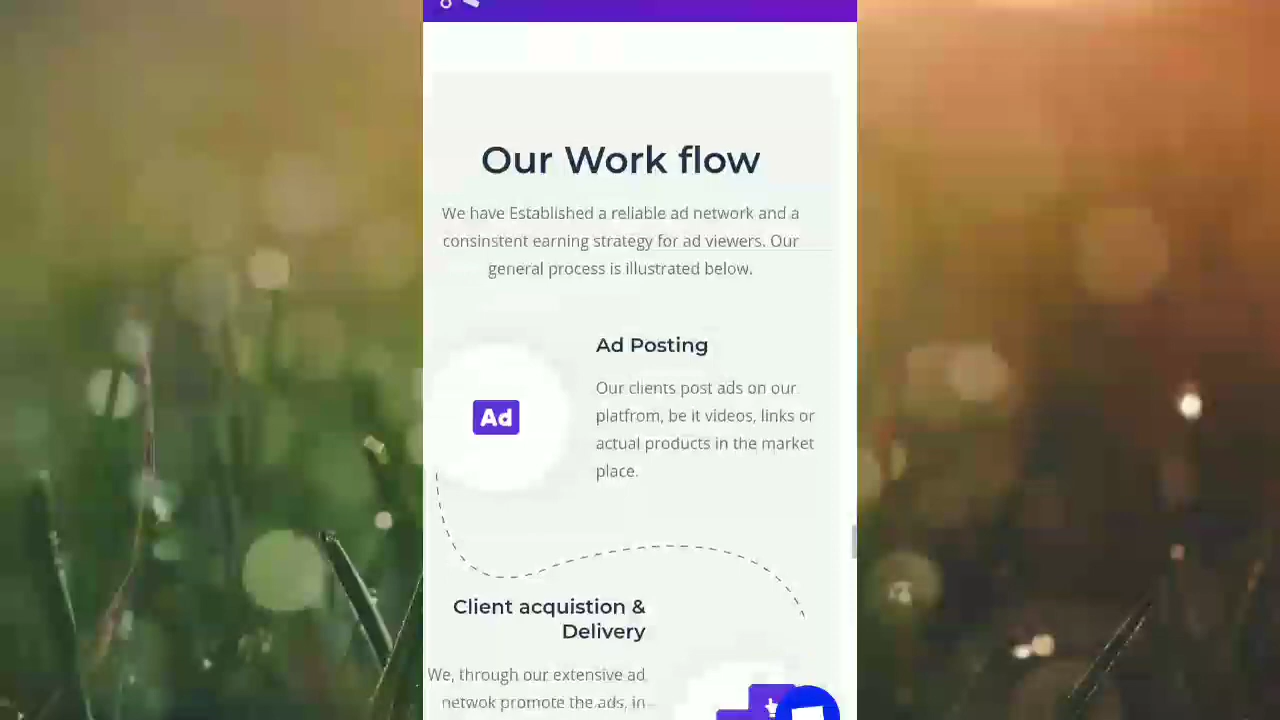 Our Work flow
We have Established a reliable ad network and a
consinstent earning strategy for ad viewers. Our
general process is illustrated below.
Ad Posting
Ad
Our clients post ads on our
platfrom, be it videos, links or
actual products in the market
place.
Client acquistion &
Delivery
We, through our extensive ad
netwok promote the ads, in